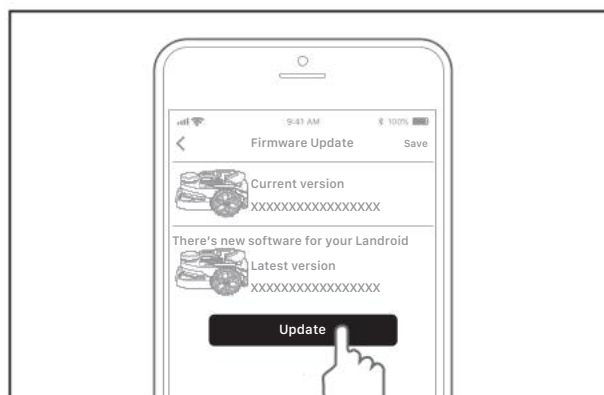 9:41 AM 100%
Firmware Update Save
Current version
XXXXXXXXXXXXXXXXX
There's new software for your Landroid
Latest version
XXXXXXXXXXXXXXXXX
Update